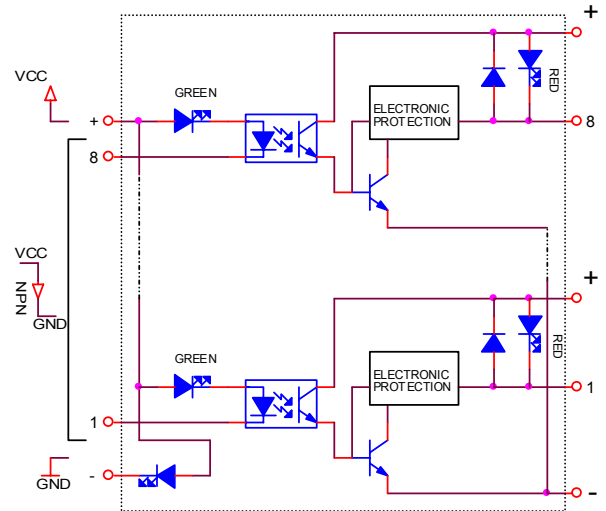 +
VCC
GREEN
RED
+
ELECTRONIC
PROTECTION
8
8
VCC
NPN
GND
+
GREEN
RED
ELECTRONIC
PROTECTION
1
1
GND
-
-